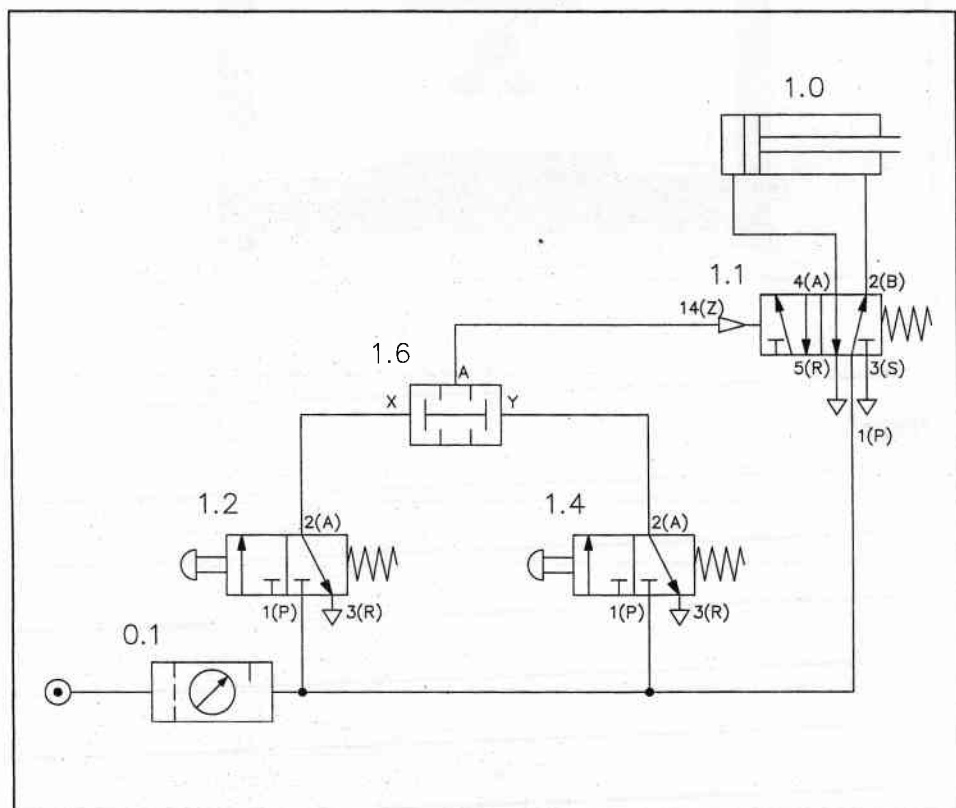 1.0
1.1
4(A) 2(B)
14(Z)
5(R) 3(S)
1(P)
1.6
A
X Y
1.2 1.4
2(A) 2(A)
1(P) 3(R) 1(P) 3(R)
0.1